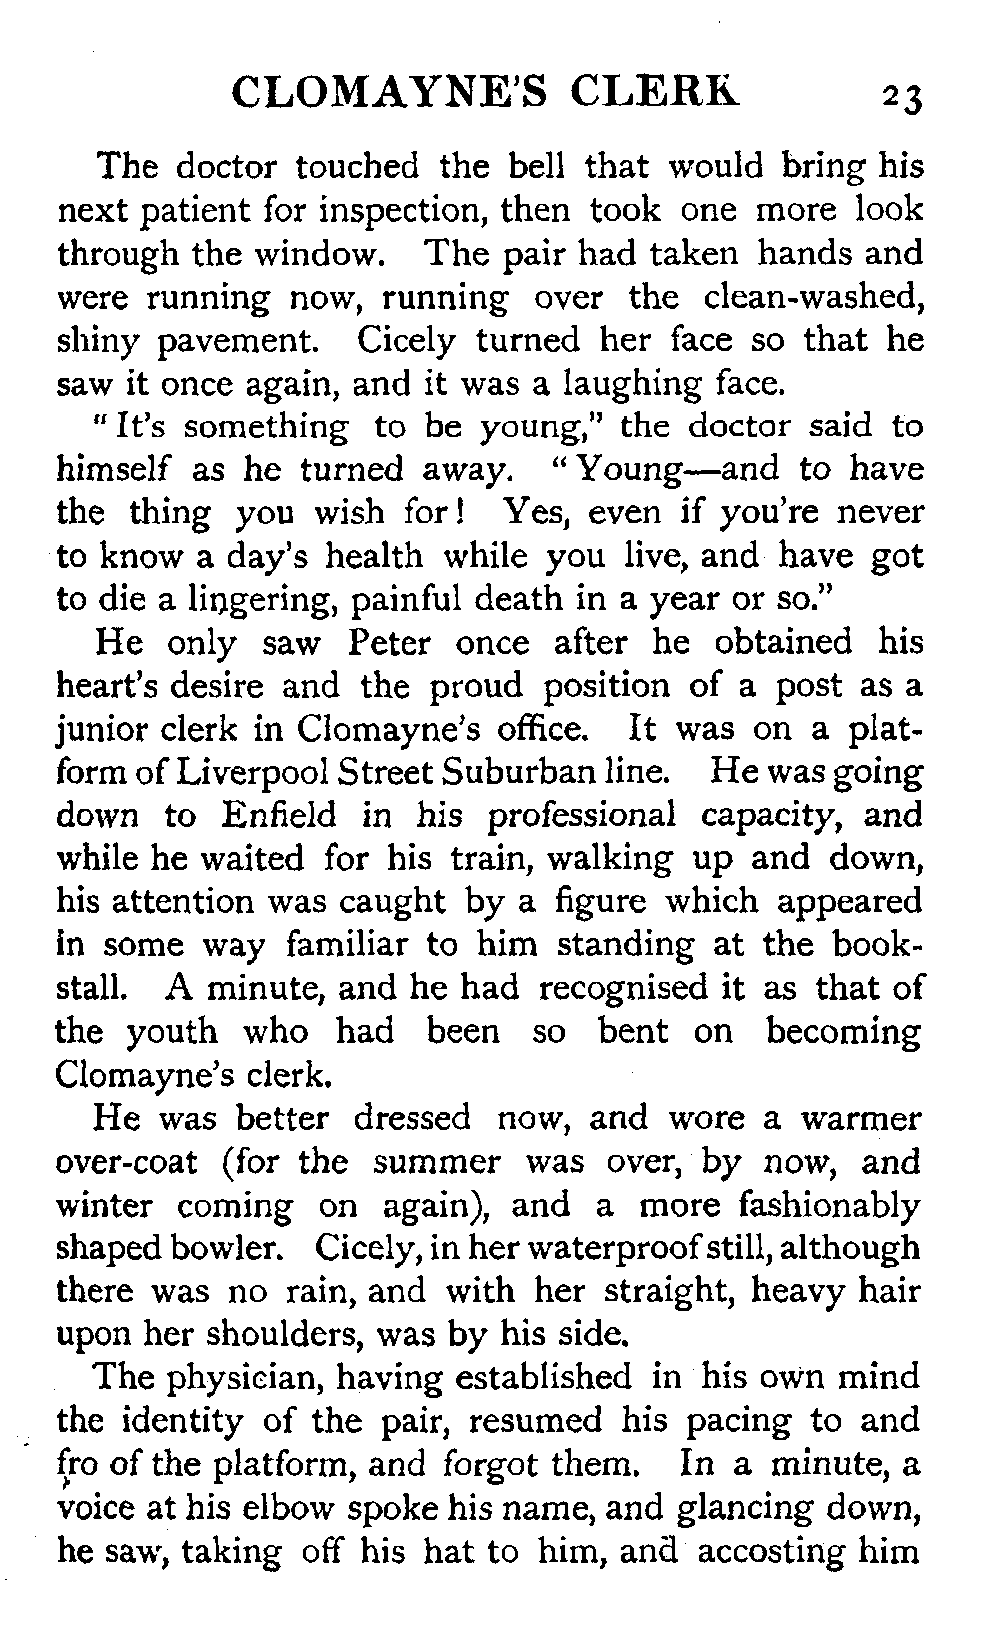 CLOMAYNE'S CLERK 23
The doctor touched the bell that would bring his
next patient for inspection, then took one more look
through the window. The pair had taken hands and
were running now, running over the clean-washed,
shiny pavement. Cicely turned her face so that he
saw it once again, and it was a laughing face.
"It's something to be young," the doctor said to
himself as he turned away. "Young—and to have
the thing you wish for! Yes, even if you're never
to know a day's health while you live, and have got
to die a lingering, painful death in a year or so."
He only saw Peter once after he obtained his
heart's desire and the proud position of a post as a
junior clerk in Clomayne's office. It was on a plat-
form of Liverpool Street Suburban line. He was going
down to Enfield in his professional capacity, and
while he waited for his train, walking up and down,
his attention was caught by a figure which appeared
in some way familiar to him standing at the book-
stall. A minute, and he had recognised it as that of
the youth who had been so bent on becoming
Clomayne's clerk.
He was better dressed now, and wore a warmer
over-coat (for the summer was over, by now, and
winter coming on again), and a more fashionably
shaped bowler. Cicely, in her waterproof still, although
there was no rain, and with her straight, heavy hair
upon her shoulders, was by his side.
The physician, having established in his own mind
the identity of the pair, resumed his pacing to and
fro of the platform, and forgot them. In a minute, a
voice at his elbow spoke his name, and glancing down,
he saw, taking off his hat to him, and accosting him